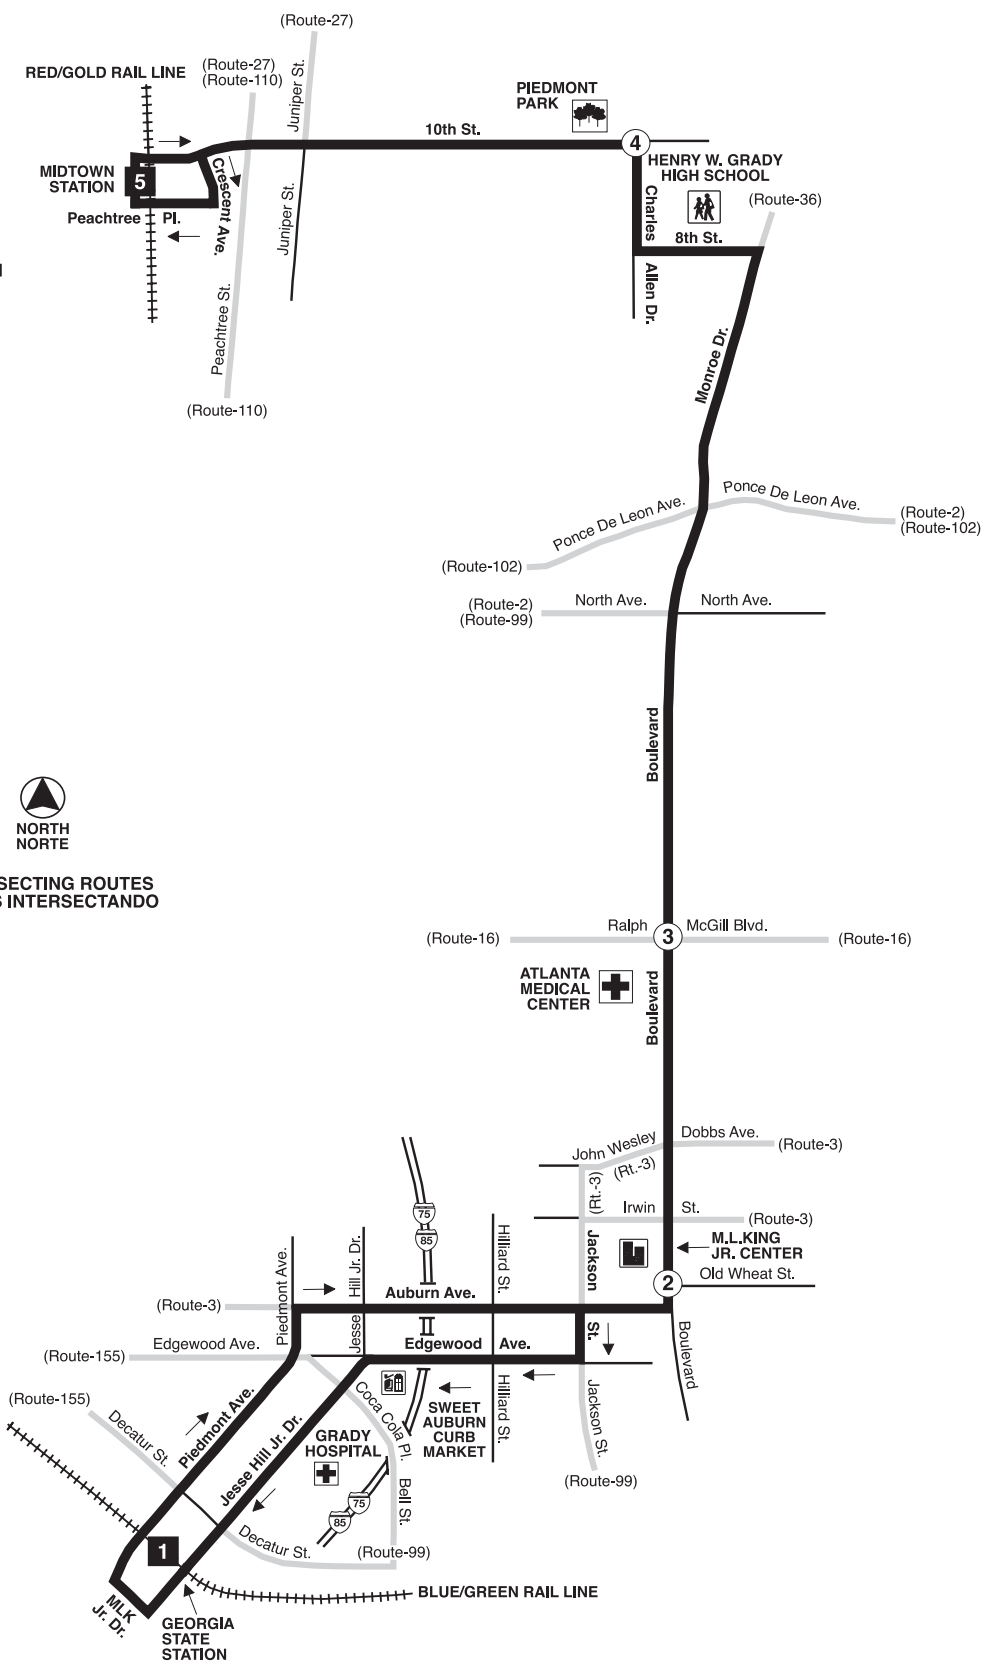 (Route-27)
RED/GOLD RAIL LINE
(Route-27)
(Route-110)
Juniper St.
PIEDMONT
PARK
10th St.
4
HENRY W. GRADY
HIGH SCHOOL
MIDTOWN
STATION
5
Crescent Ave.
Peachtree Pl.
Juniper St.
Charles
Allen Dr.
8th St.
(Route-36)
Peachtree St.
Monroe Dr.
(Route-110)
Ponce De Leon Ave.
Ponce De Leon Ave.
(Route-2)
(Route-102)
(Route-102)
(Route-2)
(Route-99)
North Ave.
North Ave.
Boulevard
NORTH
NORTE
SECTING ROUTES
S INTERSECTANDO
Ralph
3
McGill Blvd.
(Route-16)
(Route-16)
ATLANTA
MEDICAL
CENTER
Boulevard
John Wesley
Dobbs Ave.
(Route-3)
(Rt.-3)
(Rt.-3)
75
85
Irwin
St.
(Route-3)
Jackson
St.
M.L.KING
JR. CENTER
2
Old Wheat St.
Piedmont Ave.
Jesse
Hill Jr. Dr.
Hilliard St.
Auburn Ave.
(Route-3)
Edgewood Ave.
Edgewood
Ave.
Boulevard
(Route-155)
(Route-155)
Decatur St.
Piedmont Ave.
Jesse Hill Jr. Dr.
Coca Cola Pl.
SWEET
AUBURN
CURB
MARKET
Hilliard St.
Jackson St.
(Route-99)
GRADY
HOSPITAL
75
85
Bell St.
(Route-99)
Decatur St.
1
BLUE/GREEN RAIL LINE
MLK
Jr. Dr.
GEORGIA
STATE
STATION